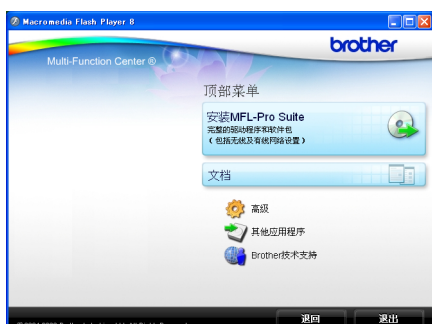 Macromedia Flash Player 8
brother
Multi-Function Center ®
顶部菜单
安装MFL-Pro Suite
完整的驱动程序和软件包
（包括无线及有线网络设置）
文档
高级
其他应用程序
Brother技术支持
退回
退出